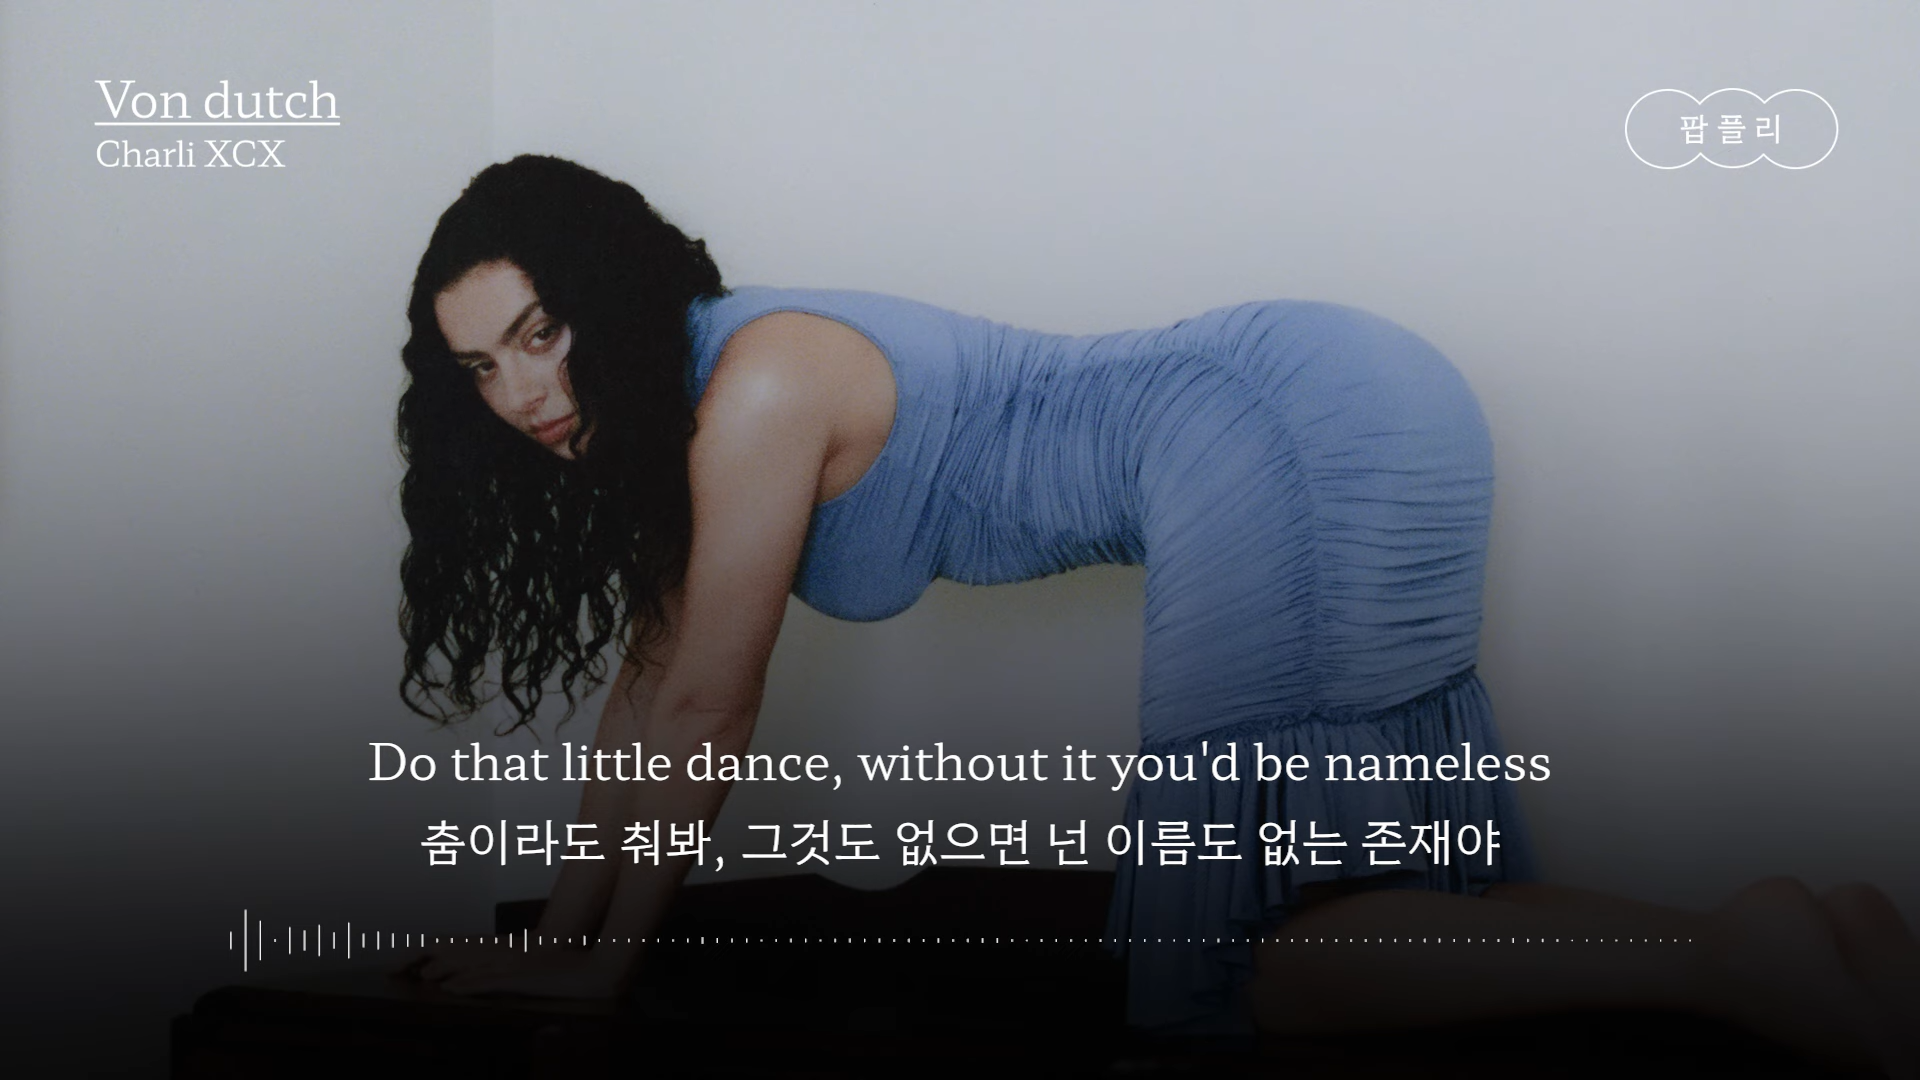 Von dutch
Charli XCX
팝플리
Do that little dance, without it you'd be nameless
춤이라도 춰봐, 그것도 없으면 넌 이름도 없는 존재야